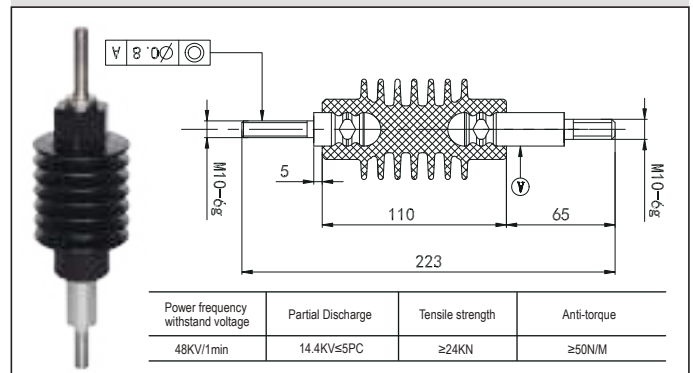 ◎ ⌀0.8 A
M10-6g
5
110
65
223
A
M10-6g
Power frequency withstand voltage
Partial Discharge
Tensile strength
Anti-torque
48KV/1min
14.4KV≤5PC
≥24KN
≥50N/M